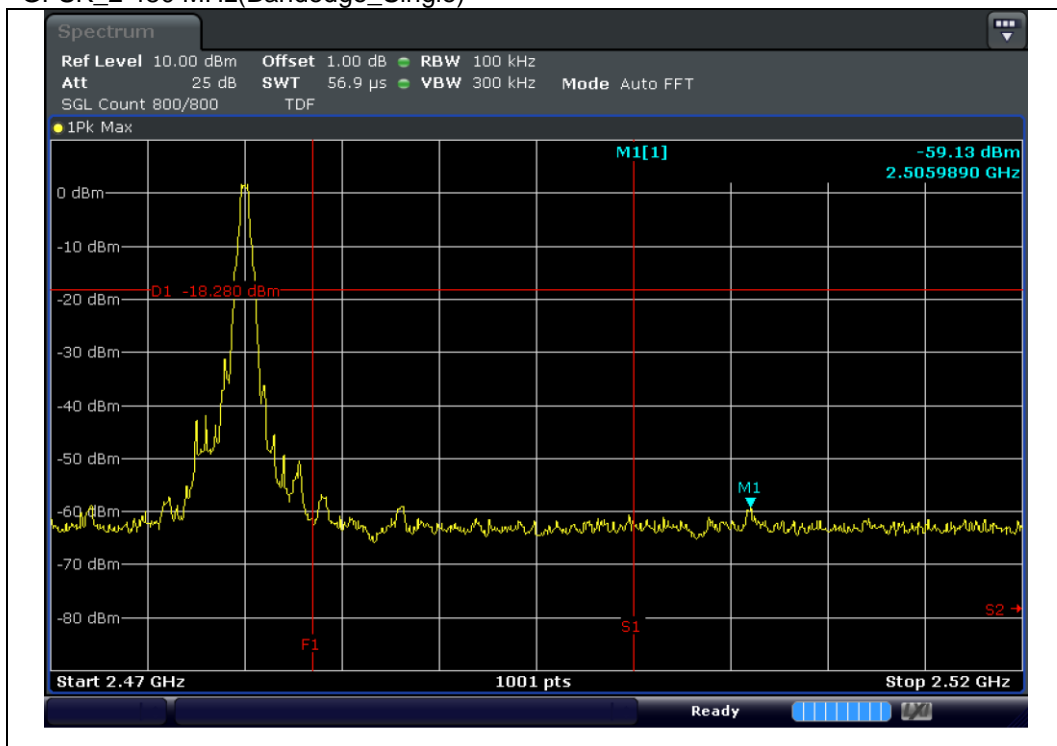 Spectrum
Ref Level 10.00 dBm Offset 1.00 dB RBW 100 kHz
Att 25 dB SWT 56.9 µs VBW 300 kHz Mode Auto FFT
SGL Count 800/800 TDF
1Pk Max
M1[1] -59.13 dBm
2.5059890 GHz
0 dBm
-10 dBm
D1 -18.280 dBm
-20 dBm
-30 dBm
-40 dBm
-50 dBm
M1
-60 dBm
-70 dBm
S2
-80 dBm
S1
F1
Start 2.47 GHz 1001 pts Stop 2.52 GHz
Ready